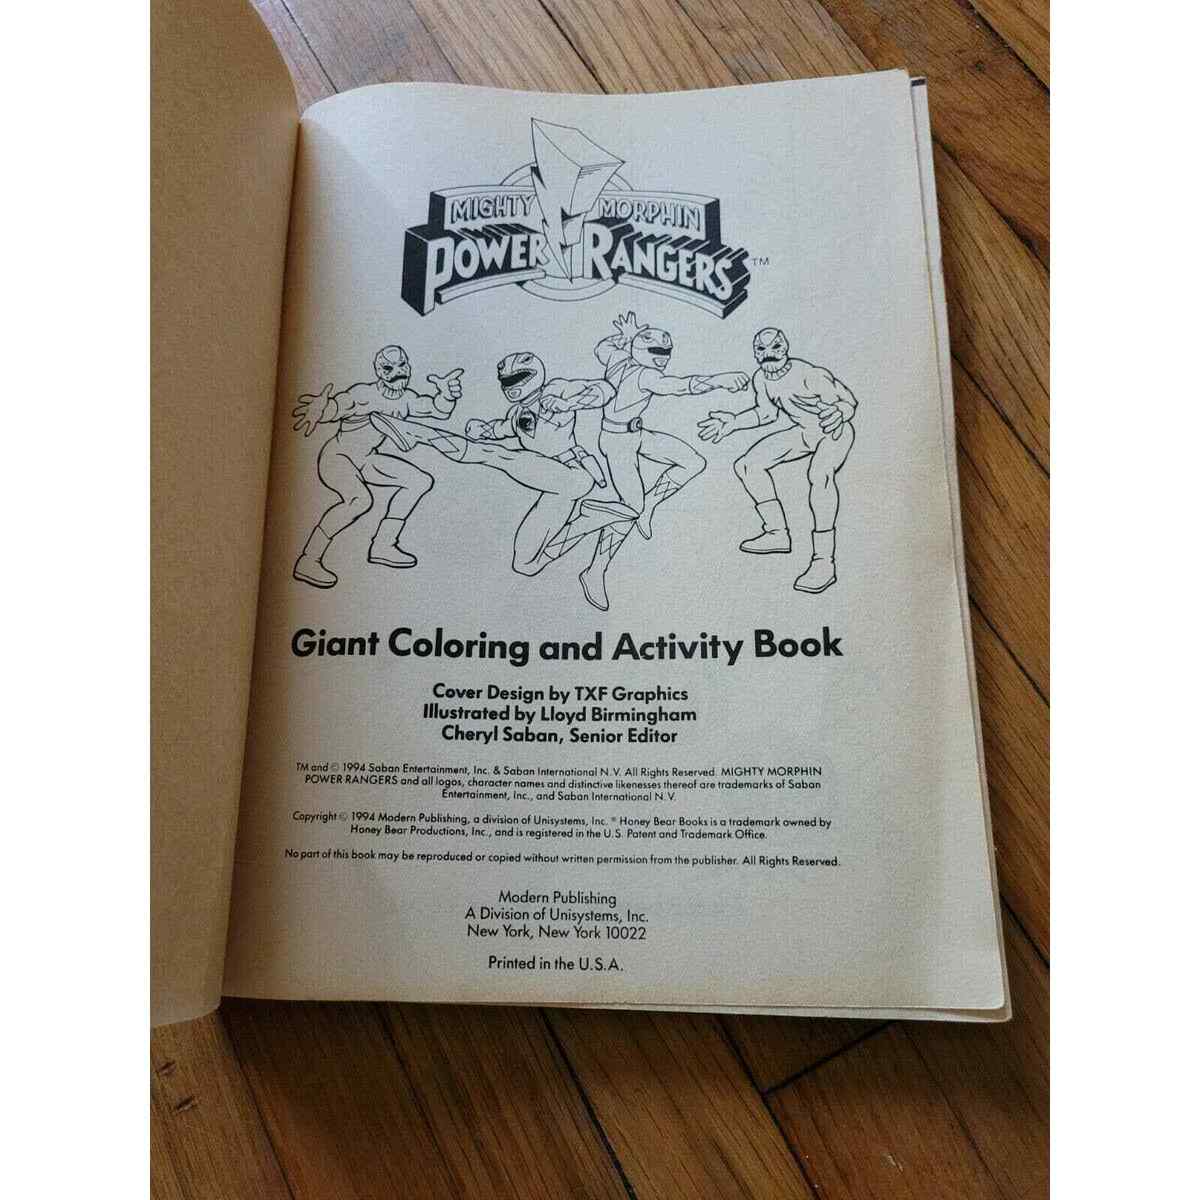 MIGHTY MORPHIN
POWER RANGERS TM
Giant Coloring and Activity Book
Cover Design by TXF Graphics
Illustrated by Lloyd Birmingham
Cheryl Saban, Senior Editor
TM and © 1994 Saban Entertainment, Inc. & Saban International N.V. All Rights Reserved. MIGHTY MORPHIN
POWER RANGERS and all logos, character names and distinctive likenesses thereof are trademarks of Saban
Entertainment, Inc., and Saban International N.V.
Copyright © 1994 Modern Publishing, a division of Unisystems, Inc. ® Honey Bear Books is a trademark owned by
Honey Bear Productions, Inc., and is registered in the U.S. Patent and Trademark Office.
No part of this book may be reproduced or copied without written permission from the publisher. All Rights Reserved.
Modern Publishing
A Division of Unisystems, Inc.
New York, New York 10022
Printed in the U.S.A.